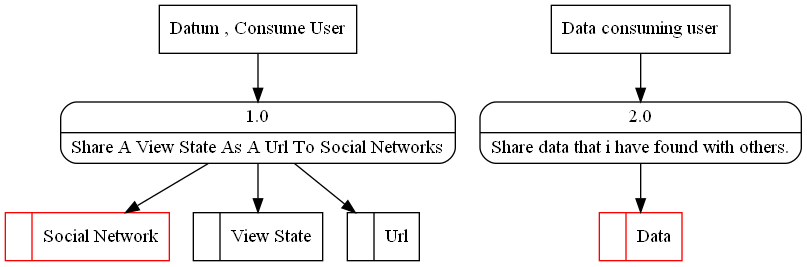 Datum , Consume User
Data consuming user
1.0
Share A View State As A Url To Social Networks
2.0
Share data that i have found with others.
Social Network
View State
Url
Data